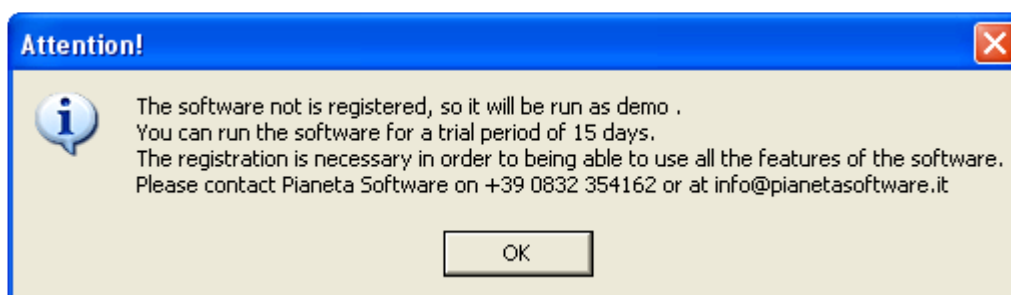 Attention!
The software not is registered, so it will be run as demo .
You can run the software for a trial period of 15 days.
The registration is necessary in order to being able to use all the features of the software.
Please contact Pianeta Software on +39 0832 354162 or at info@pianetasoftware.it
OK